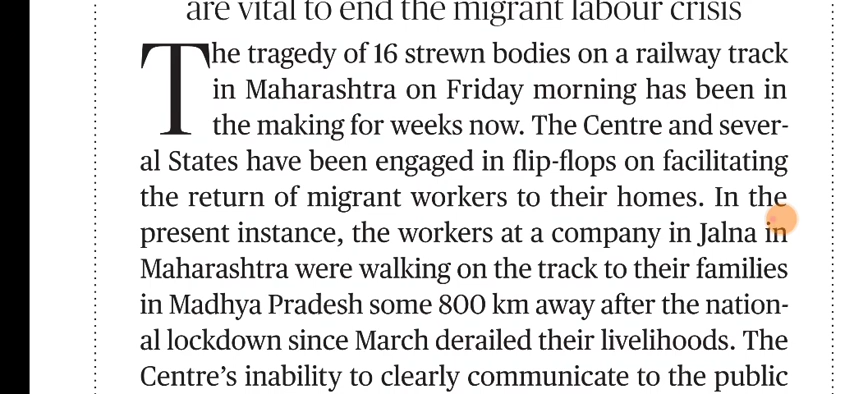 are vital to end the migrant labour crisis
The tragedy of 16 strewn bodies on a railway track
in Maharashtra on Friday morning has been in
the making for weeks now. The Centre and sever-
al States have been engaged in flip-flops on facilitating
the return of migrant workers to their homes. In the
present instance, the workers at a company in Jalna in
Maharashtra were walking on the track to their families
in Madhya Pradesh some 800 km away after the nation-
al lockdown since March derailed their livelihoods. The
Centre’s inability to clearly communicate to the public